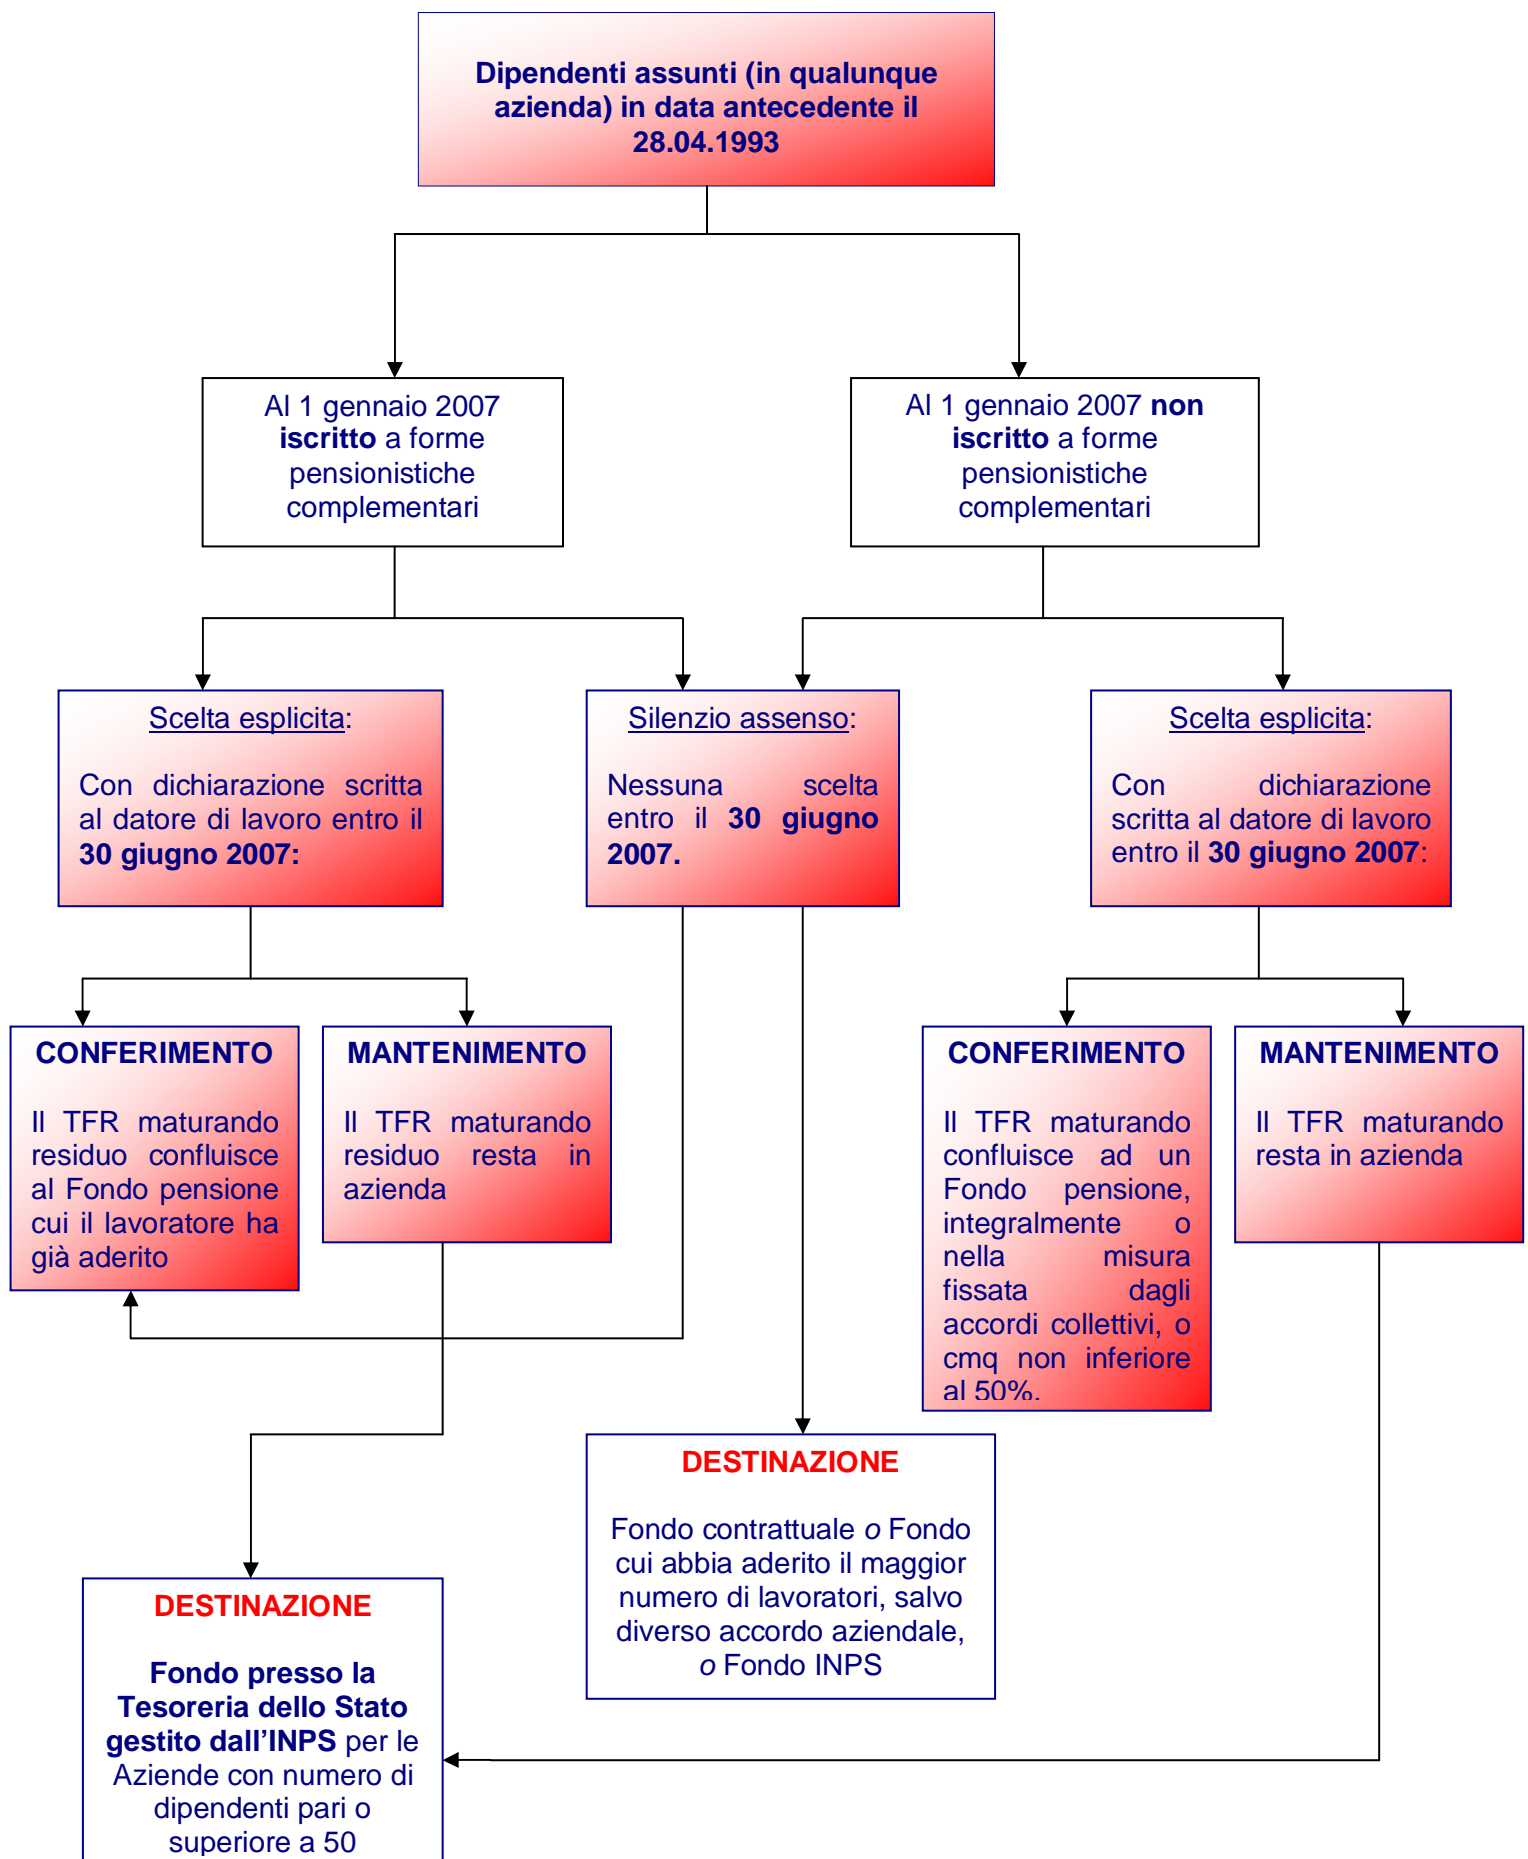 Dipendenti assunti (in qualunque
azienda) in data antecedente il
28.04.1993
Al 1 gennaio 2007
iscritto a forme
pensionistiche
complementari
Al 1 gennaio 2007 non
iscritto a forme
pensionistiche
complementari
Scelta esplicita:
Con dichiarazione scritta
al datore di lavoro entro il
30 giugno 2007:
Silenzio assenso:
Nessuna scelta
entro il 30 giugno
2007.
Scelta esplicita:
Con dichiarazione
scritta al datore di lavoro
entro il 30 giugno 2007:
CONFERIMENTO
Il TFR maturando
residuo confluisce
al Fondo pensione
cui il lavoratore ha
già aderito
MANTENIMENTO
Il TFR maturando
residuo resta in
azienda
CONFERIMENTO
Il TFR maturando
confluisce ad un
Fondo pensione,
integralmente o
nella misura
fissata dagli
accordi collettivi, o
cmq non inferiore
al 50%.
MANTENIMENTO
Il TFR maturando
resta in azienda
DESTINAZIONE
Fondo contrattuale o Fondo
cui abbia aderito il maggior
numero di lavoratori, salvo
diverso accordo aziendale,
o Fondo INPS
DESTINAZIONE
Fondo presso la
Tesoreria dello Stato
gestito dall'INPS per le
Aziende con numero di
dipendenti pari o
superiore a 50